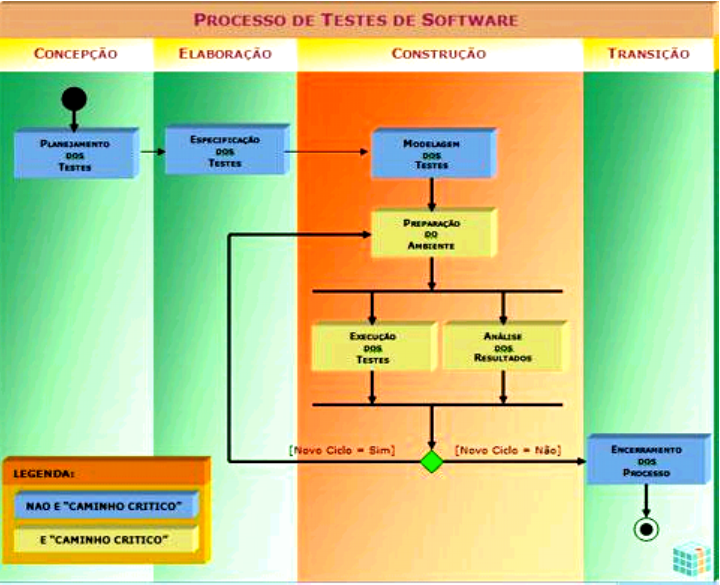 PROCESSO DE TESTES DE SOFTWARE
CONCEPÇÃO
ELABORAÇÃO
CONSTRUÇÃO
TRANSIÇÃO
PLANEJAMENTO
DOS
TESTES
ESPECIFICAÇÃO
DOS
TESTES
MODELAGEM
DOS
TESTES
PREPARAÇÃO
DO
AMBIENTE
EXECUÇÃO
DOS
TESTES
ANÁLISE
DOS
RESULTADOS
[Novo Ciclo = Sim]
[Novo Ciclo = Não]
ENCERRAMENTO
DOS
PROCESSO
LEGENDA:
NAO E "CAMINHO CRITICO"
E "CAMINHO CRITICO"